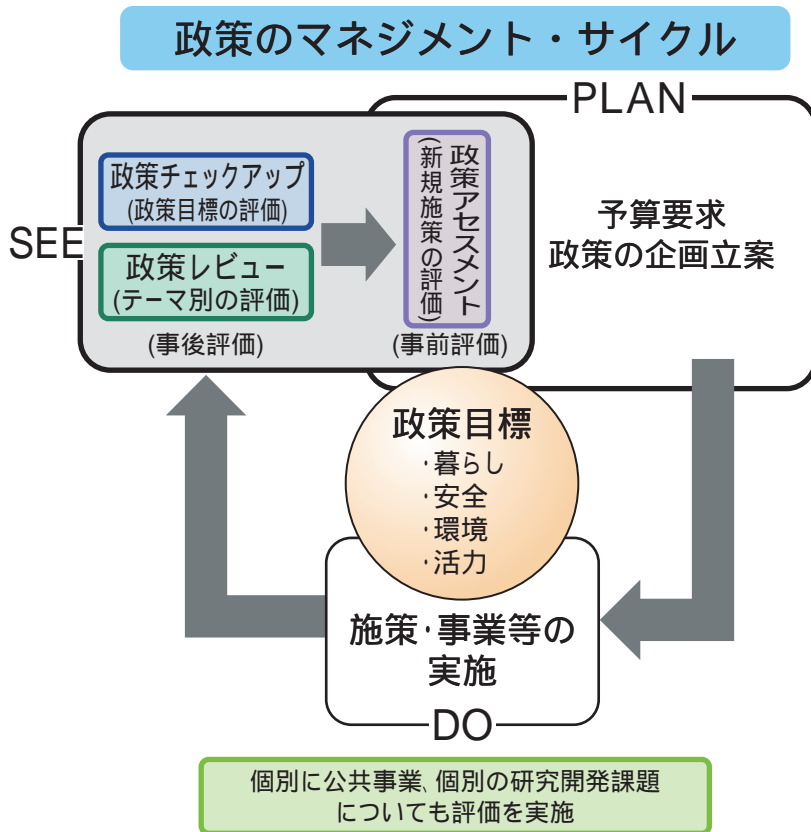 政策のマネジメント・サイクル
PLAN
SEE
政策チェックアップ
(政策目標の評価)
政策レビュー
(テーマ別の評価)
(事後評価)
政策アセスメント
(新規施策の評価)
(事前評価)
予算要求
政策の企画立案
政策目標
・暮らし
・安全
・環境
・活力
施策・事業等の
実施
DO
個別に公共事業、個別の研究開発課題
についても評価を実施